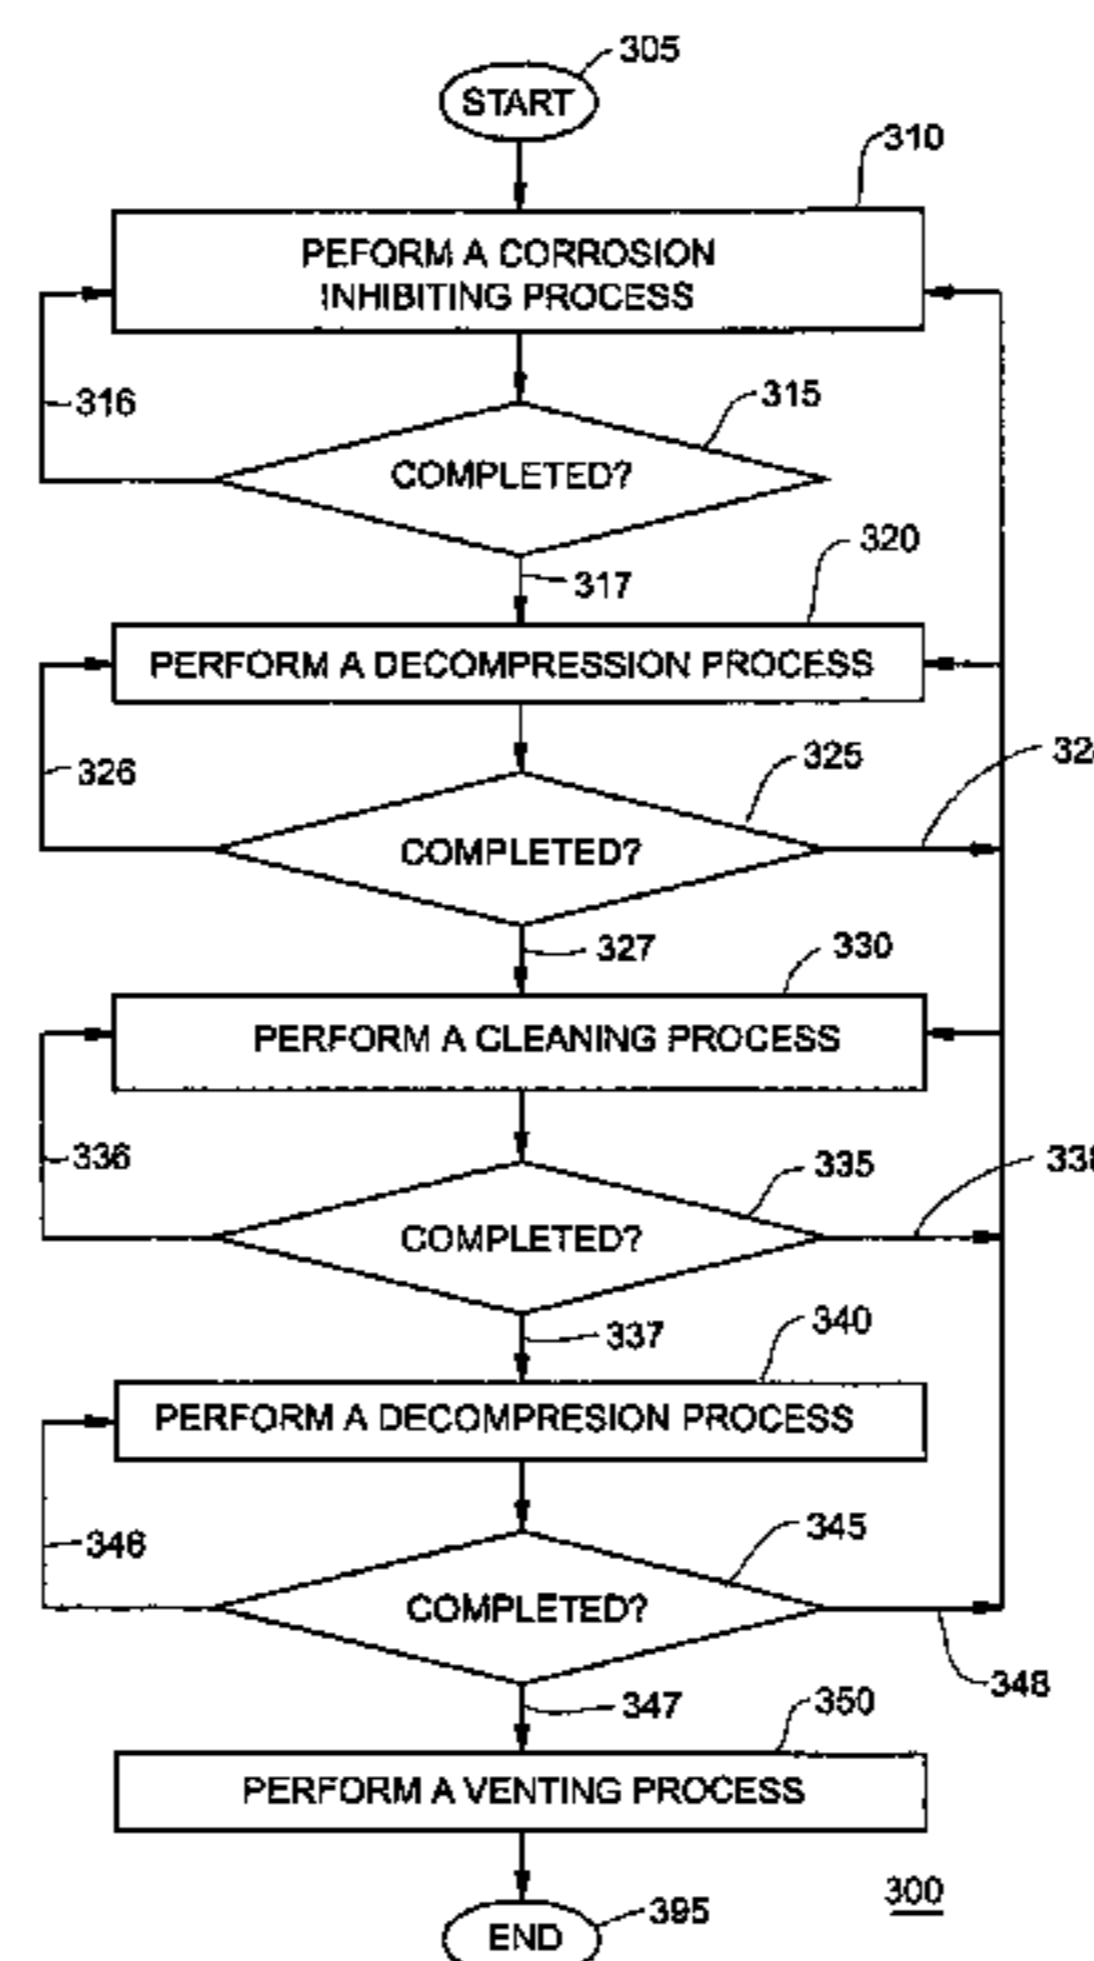 305
START
310
PEFORM A CORROSION
INHIBITING PROCESS
316
315
COMPLETED?
317
320
PERFORM A DECOMPRESSION PROCESS
326
325
COMPLETED?
327
330
PERFORM A CLEANING PROCESS
336
335
COMPLETED?
337
340
PERFORM A DECOMPRESION PROCESS
346
345
COMPLETED?
348
347
350
PERFORM A VENTING PROCESS
300
395
END